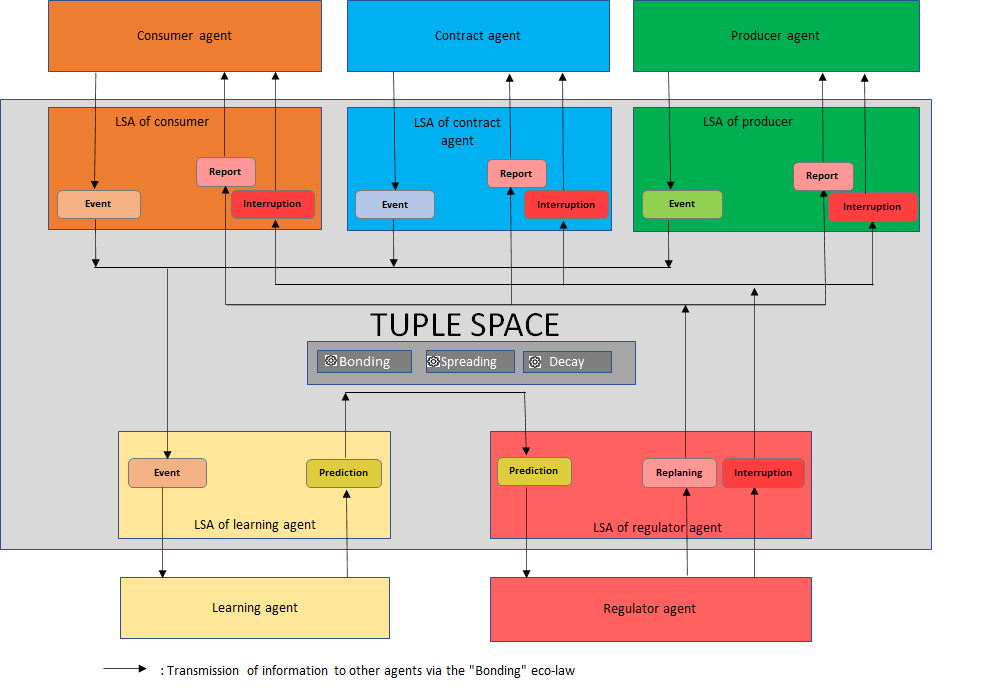 Consumer agent
Contract agent
Producer agent
LSA of consumer
LSA of contract
agent
LSA of producer
Report
Report
Report
Event
Interruption
Event
Interruption
Event
Interruption
TUPLE SPACE
Bonding
Spreading
Decay
Event
Prediction
Prediction
Replaning
Interruption
LSA of learning agent
LSA of regulator agent
Learning agent
Regulator agent
: Transmission of information to other agents via the "Bonding" eco-law